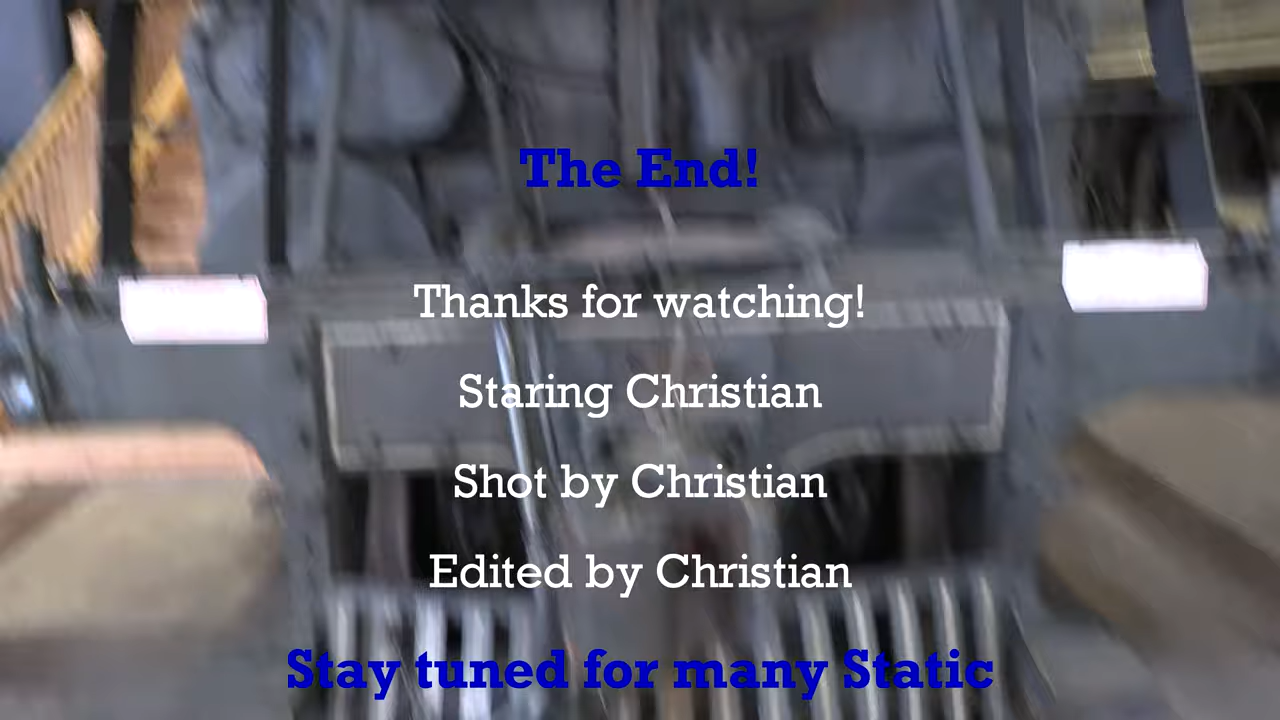 The End!
Thanks for watching!
Staring Christian
Shot by Christian
Edited by Christian
Stay tuned for many Static